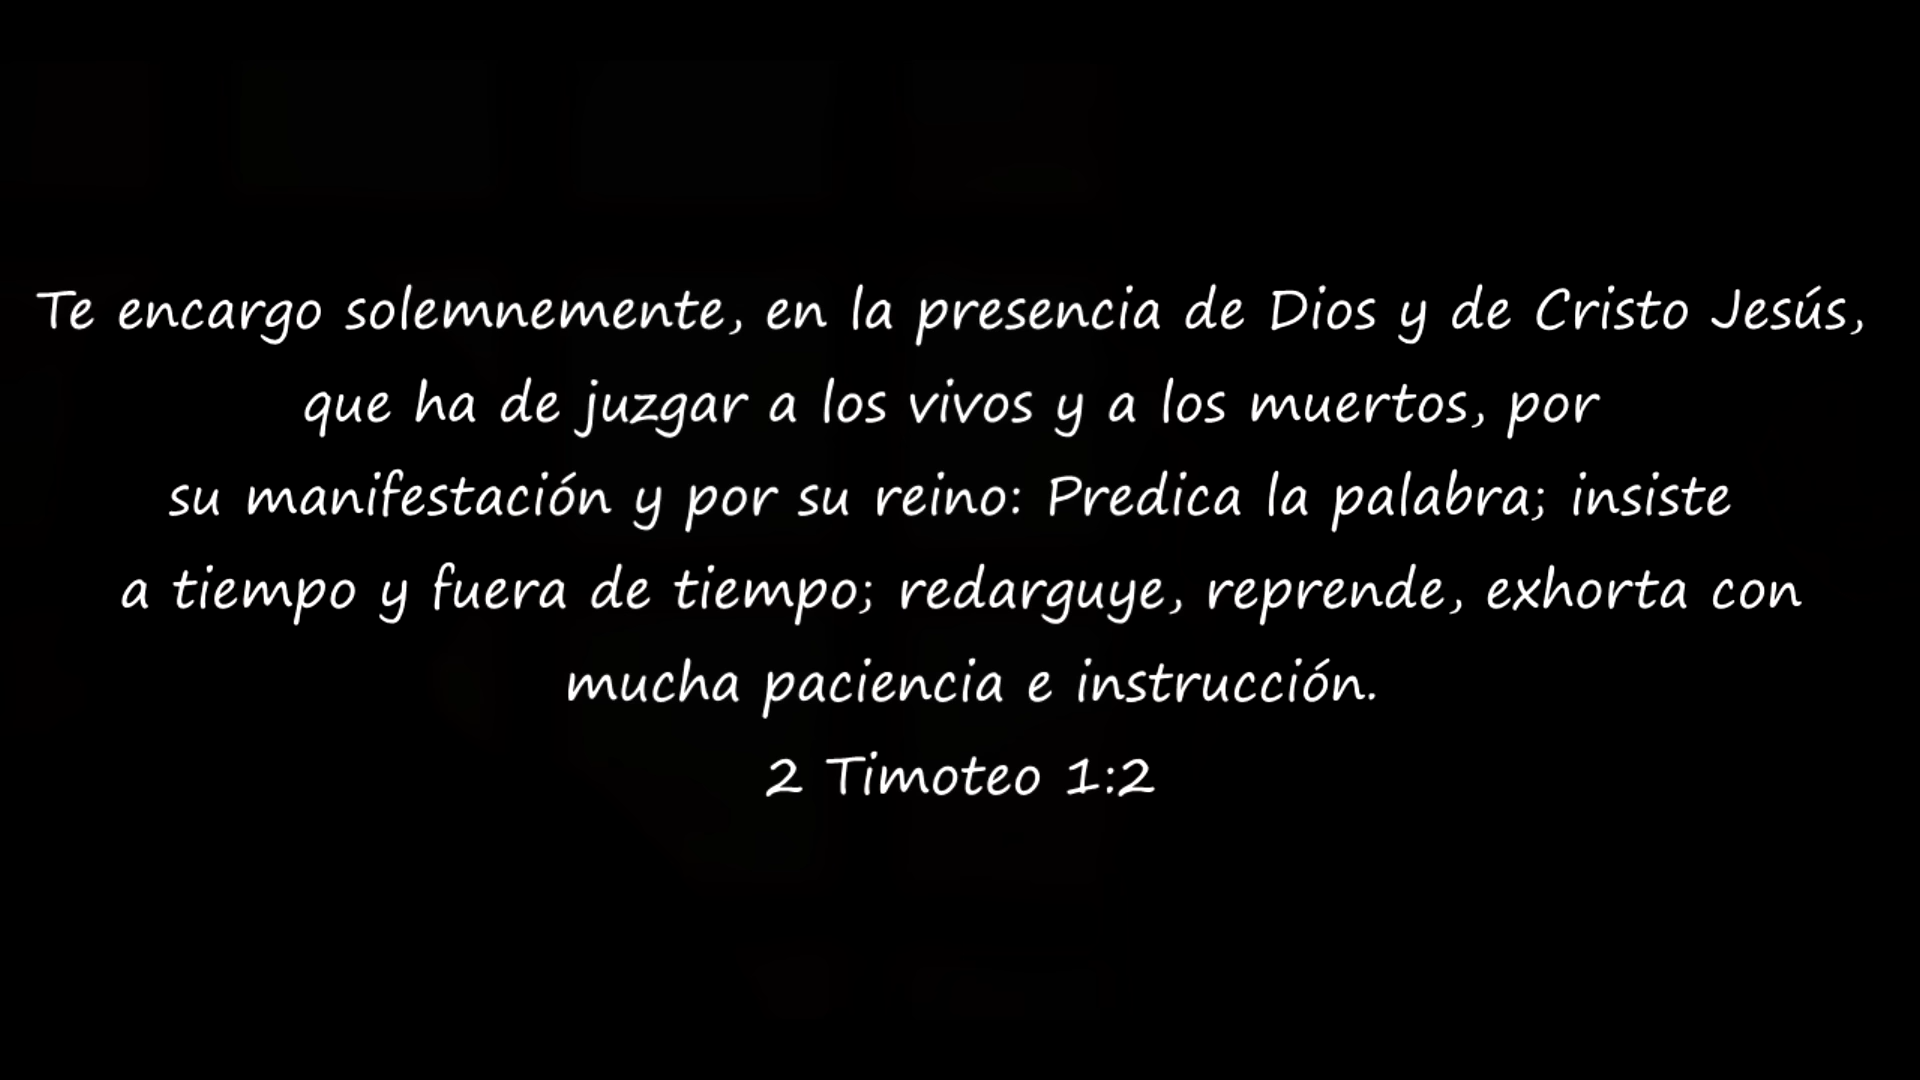 Te encargo solemnemente, en la presencia de Dios y de Cristo Jesús,
que ha de juzgar a los vivos y a los muertos, por
su manifestación y por su reino: Predica la palabra; insiste
a tiempo y fuera de tiempo; redarguye, reprende, exhorta con
mucha paciencia e instrucción.
2 Timoteo 1:2